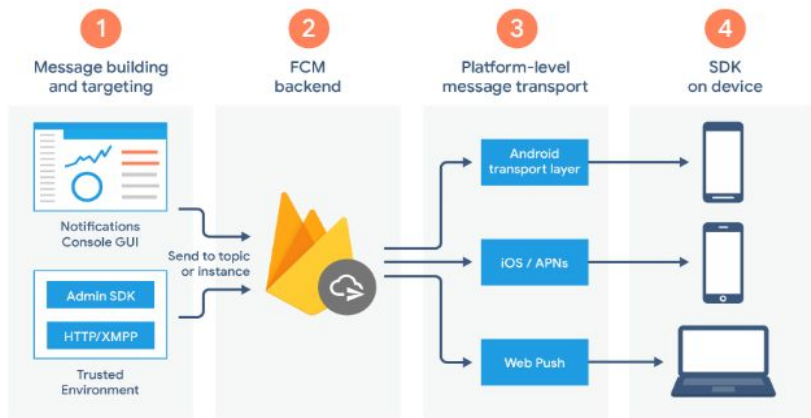 1
Message building
and targeting
2
FCM
backend
3
Platform-level
message transport
4
SDK
on device
Notifications
Console GUI
Send to topic
or instance
Admin SDK
HTTP/XMPP
Trusted
Environment
Android
transport layer
iOS / APNs
Web Push